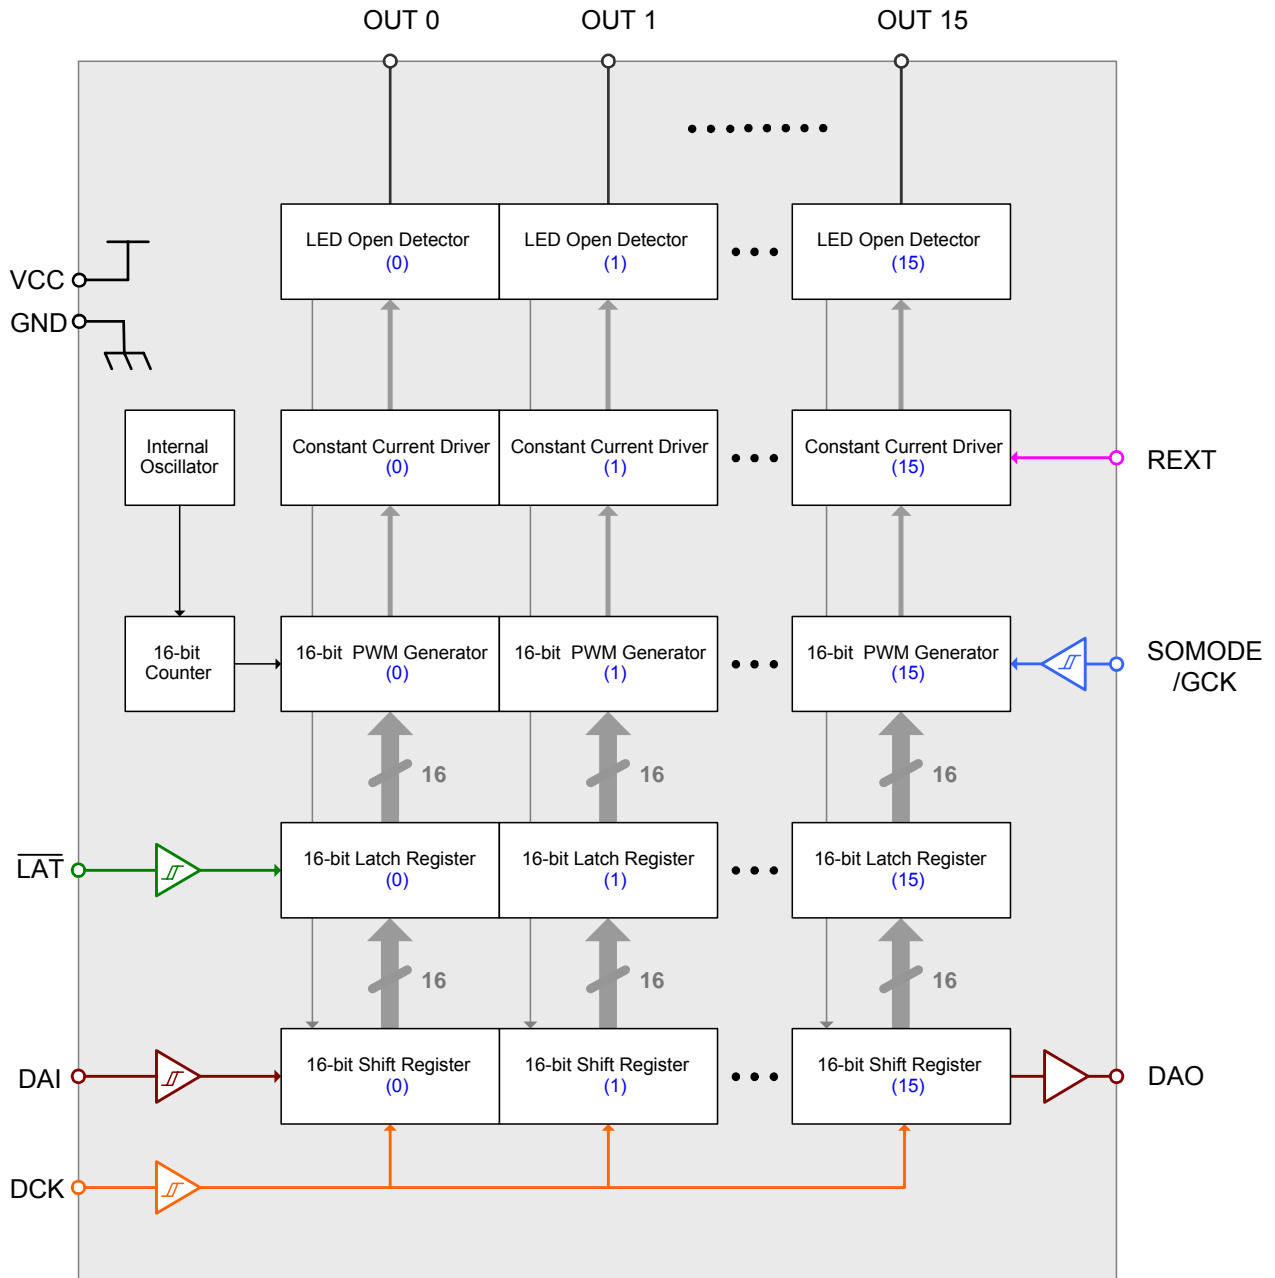 OUT 0 OUT 1 OUT 15
LED Open Detector LED Open Detector LED Open Detector
(0) (1) (15)
VCC
GND
Internal Constant Current Driver Constant Current Driver Constant Current Driver
Oscillator (0) (1) (15) REXT
16-bit 16-bit PWM Generator 16-bit PWM Generator 16-bit PWM Generator SOMODE
Counter (0) (1) (15) /GCK
16 16 16
LAT 16-bit Latch Register 16-bit Latch Register 16-bit Latch Register
(0) (1) (15)
16 16 16
DAI 16-bit Shift Register 16-bit Shift Register 16-bit Shift Register DAO
(0) (1) (15)
DCK